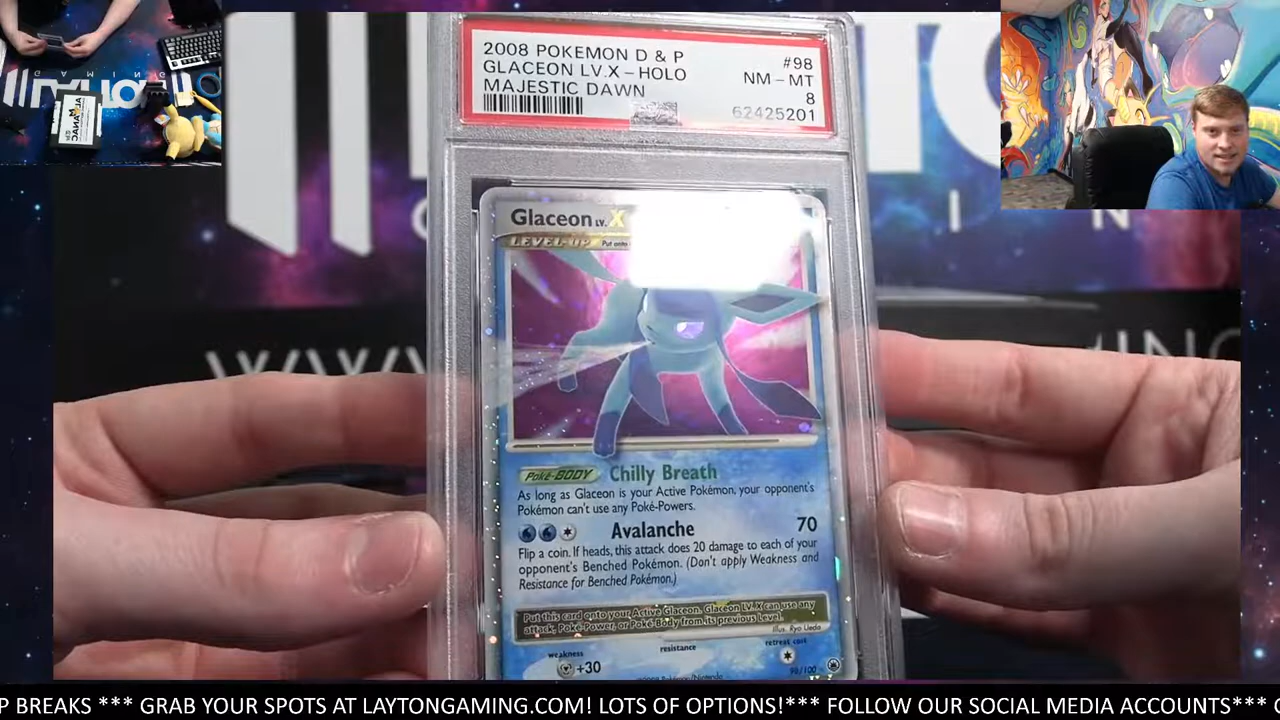 2008 POKEMON D & P #98
GLACEON LV.X - HOLO NM - MT
MAJESTIC DAWN 8
62425201
Glaceon LV. X
LEVEL-UP Put onto
Poké-BODY Chilly Breath
As long as Glaceon is your Active Pokémon, your opponent's
Pokémon can't use any Poké-Powers.
Avalanche 70
Flip a coin. If heads, this attack does 20 damage to each of your
opponent's Benched Pokémon. (Don't apply Weakness and
Resistance for Benched Pokémon.)
Put this card onto your Active Glaceon. Glaceon LV.X can use any
attack, Poké-Power, or Poké-Body from its previous Level.
Illus. Ryo Ueda
weakness resistance retreat cost
+30
98/100
GAMING
P BREAKS *** GRAB YOUR SPOTS AT LAYTONGAMING.COM! LOTS OF OPTIONS!*** FOLLOW OUR SOCIAL MEDIA ACCOUNTS***